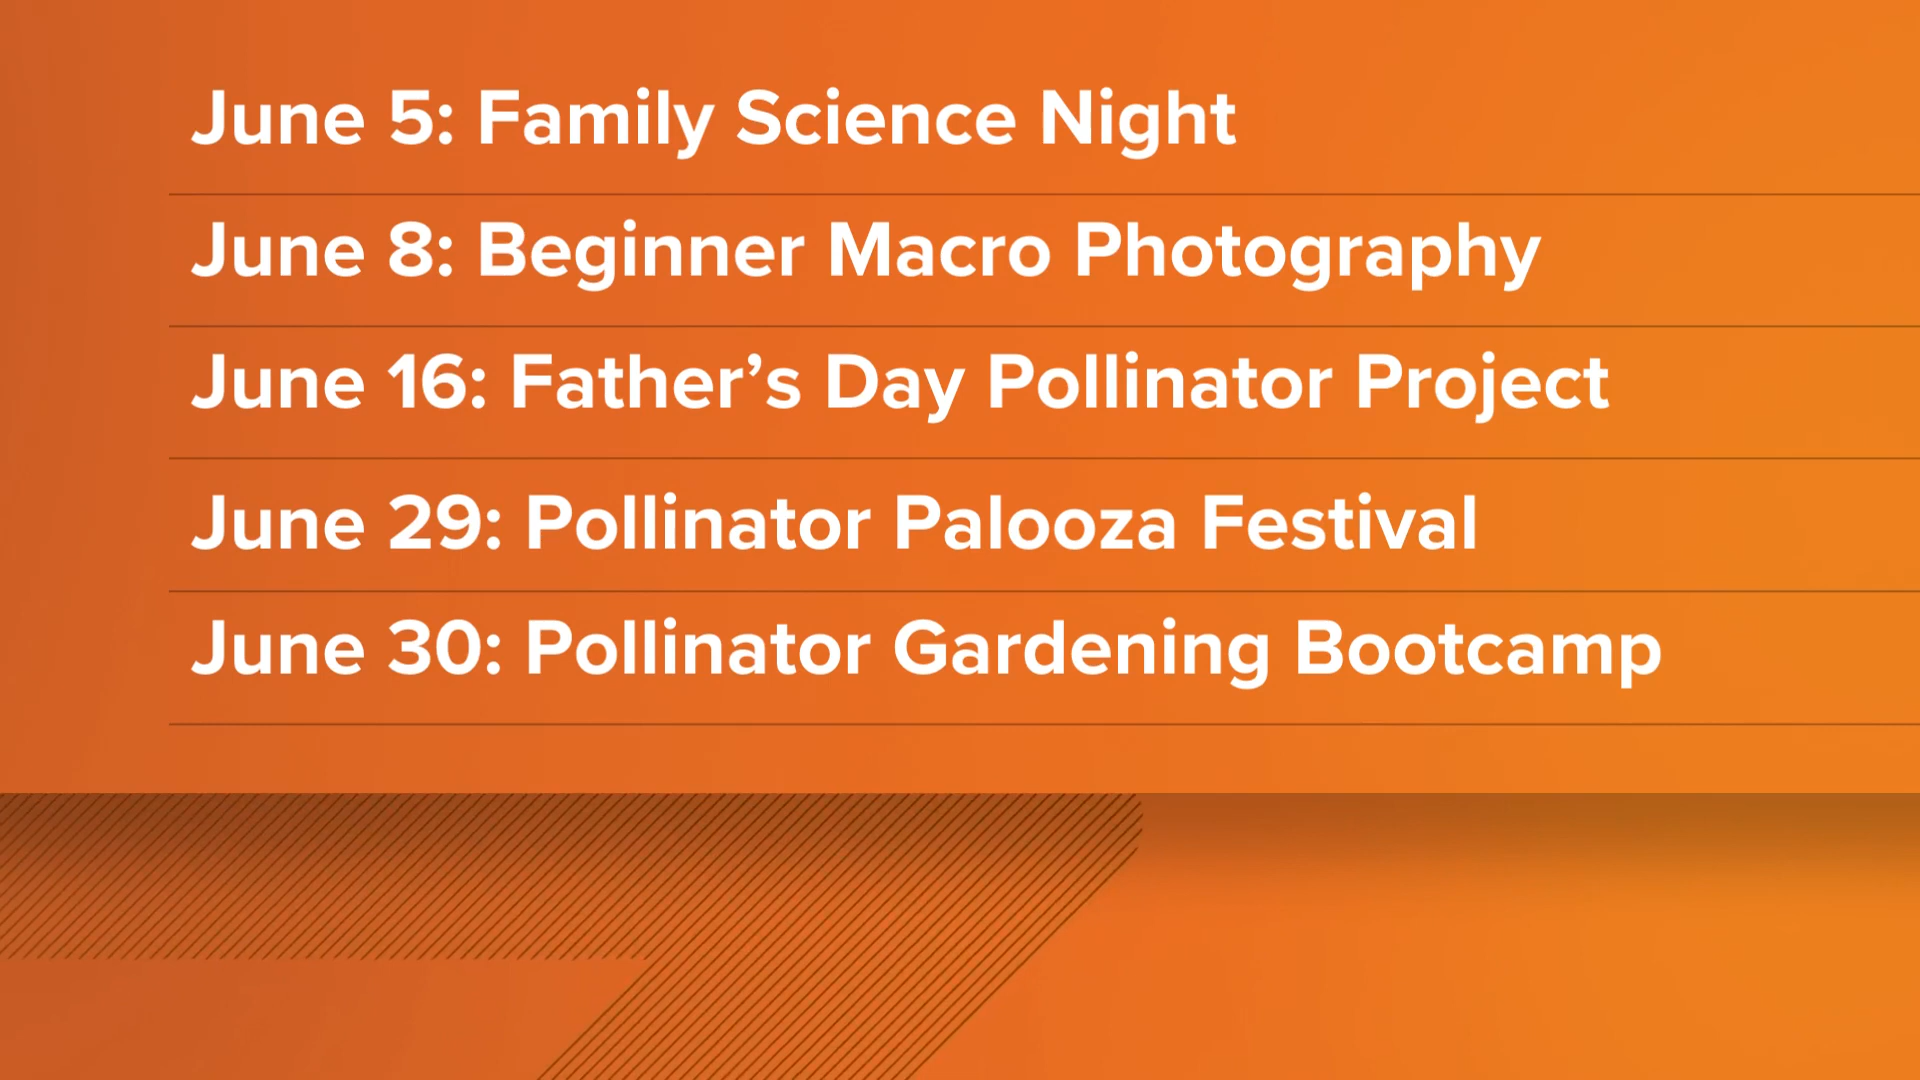 June 5: Family Science Night
June 8: Beginner Macro Photography
June 16: Father’s Day Pollinator Project
June 29: Pollinator Palooza Festival
June 30: Pollinator Gardening Bootcamp